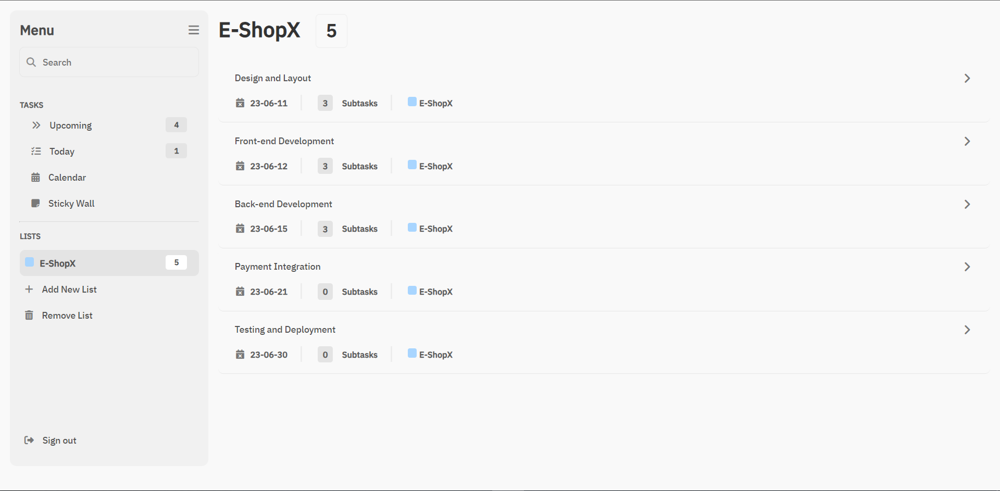 Menu
Search
TASKS
Upcoming 4
Today 1
Calendar
Sticky Wall
LISTS
E-ShopX 5
Add New List
Remove List
Sign out
E-ShopX 5
Design and Layout
23-06-11 3 Subtasks E-ShopX
Front-end Development
23-06-12 3 Subtasks E-ShopX
Back-end Development
23-06-15 3 Subtasks E-ShopX
Payment Integration
23-06-21 0 Subtasks E-ShopX
Testing and Deployment
23-06-30 0 Subtasks E-ShopX